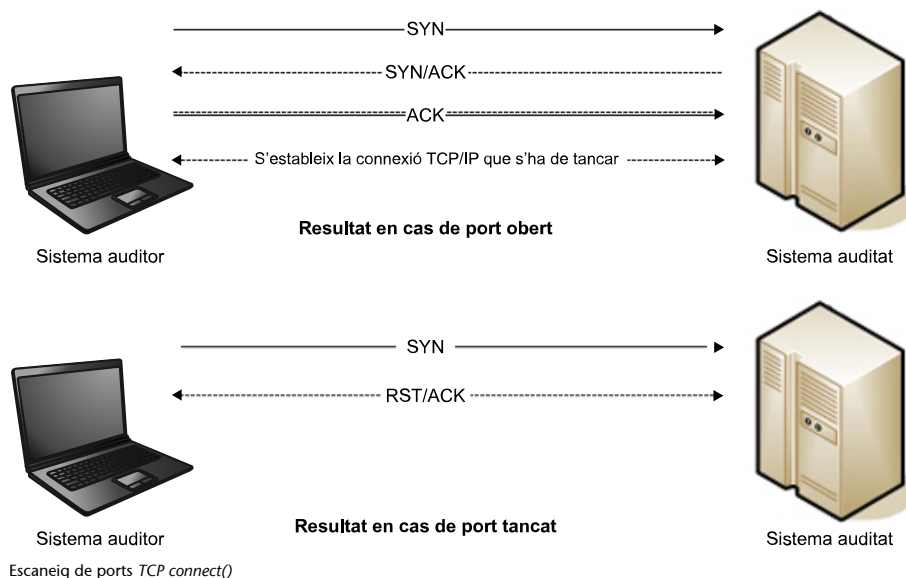 SYN
SYN/ACK
ACK
S'estableix la connexió TCP/IP que s'ha de tancar
Resultat en cas de port obert
Sistema auditor
Sistema auditat
SYN
RST/ACK
Resultat en cas de port tancat
Sistema auditor
Sistema auditat
Escaneig de ports TCP connect()